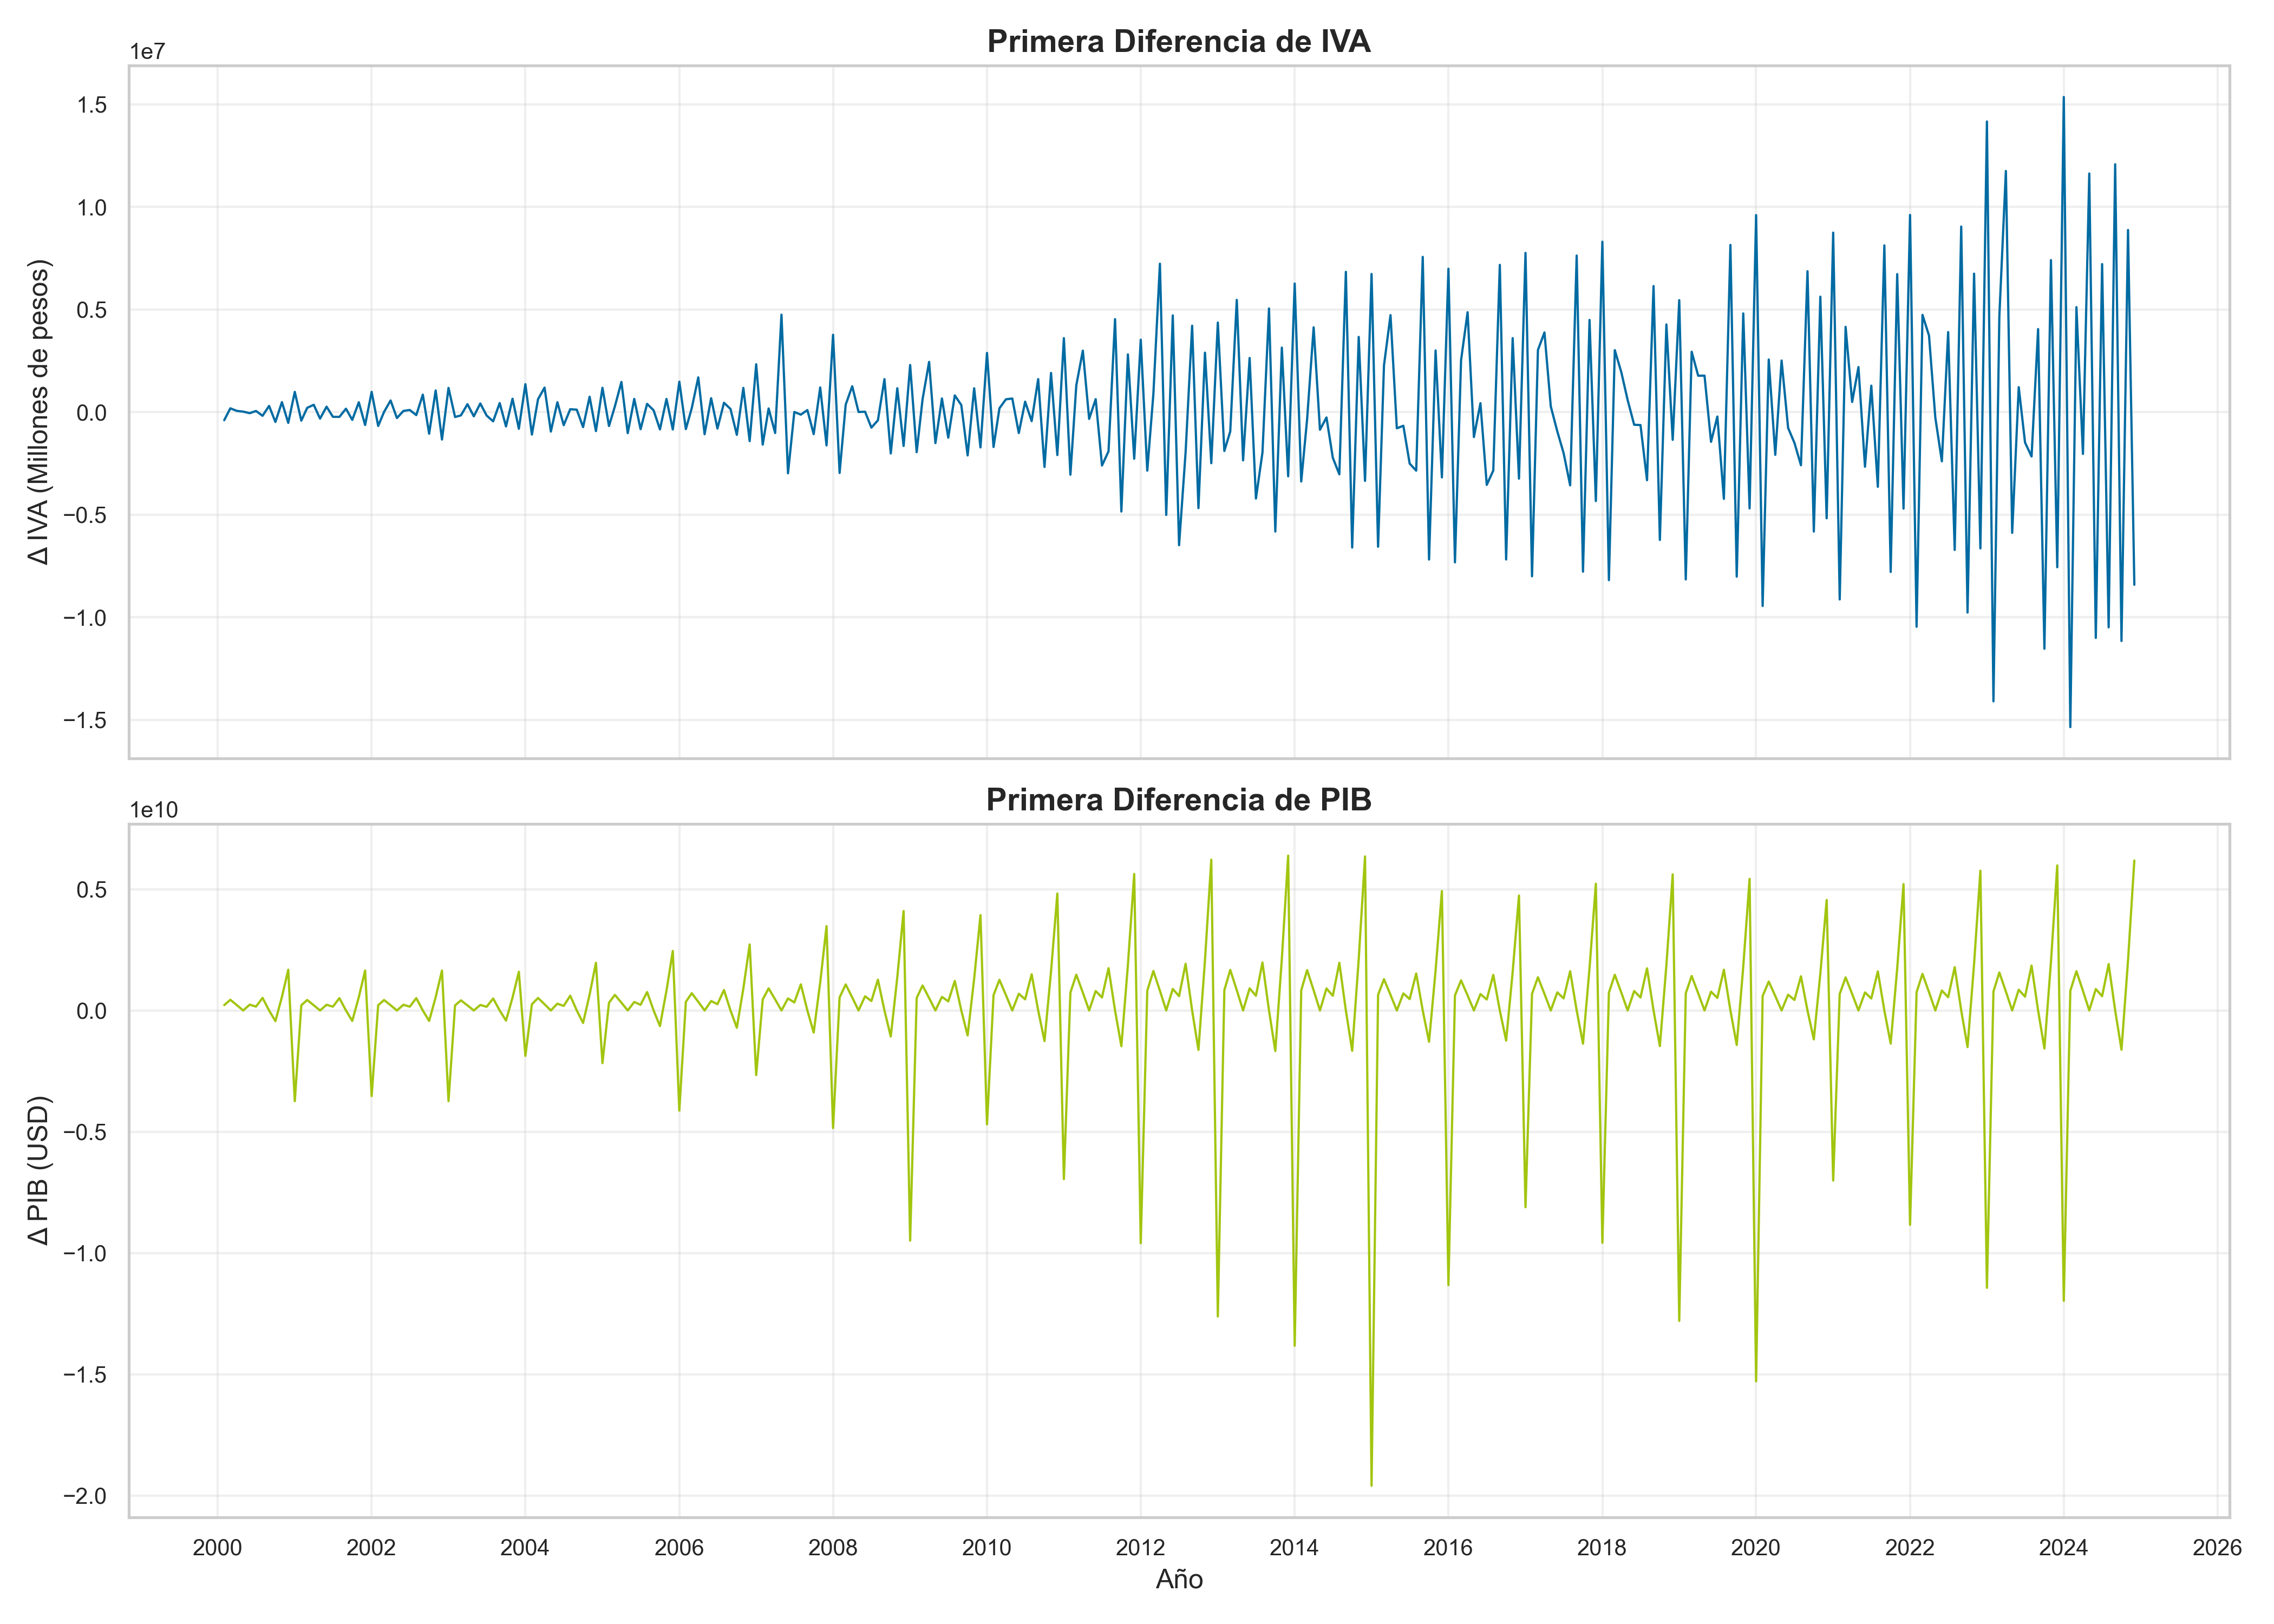 Primera Diferencia de IVA
1e7
1.5
1.0
0.5
0.0
−0.5
−1.0
−1.5
Δ IVA (Millones de pesos)
Primera Diferencia de PIB
1e10
0.5
0.0
−0.5
−1.0
−1.5
−2.0
Δ PIB (USD)
2000 2002 2004 2006 2008 2010 2012 2014 2016 2018 2020 2022 2024 2026
Año